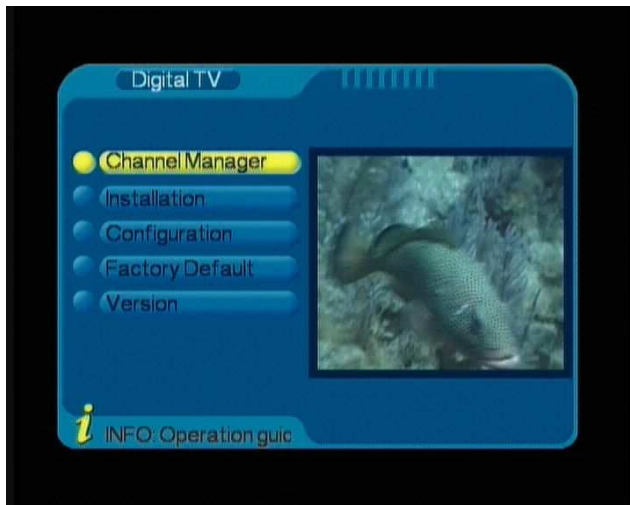 Digital TV
Channel Manager
Installation
Configuration
Factory Default
Version
i INFO: Operation guic